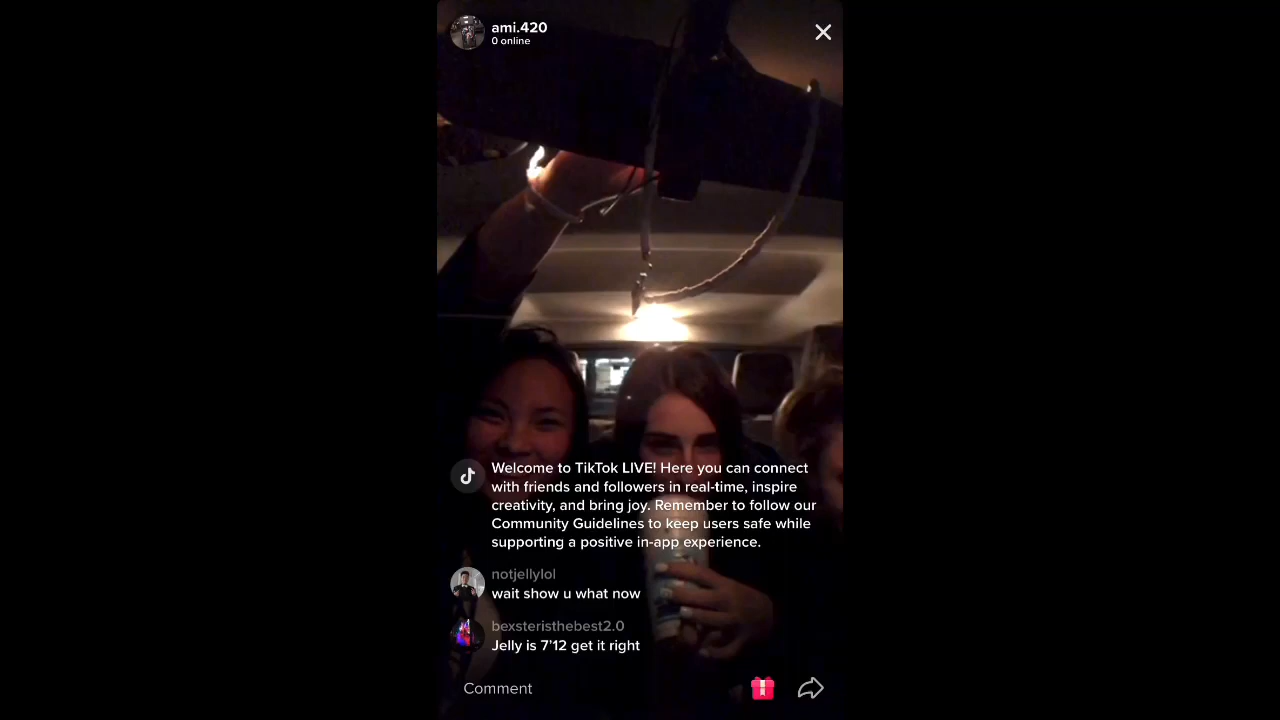 ami.420
0 online
Welcome to TikTok LIVE! Here you can connect
with friends and followers in real-time, inspire
creativity, and bring joy. Remember to follow our
Community Guidelines to keep users safe while
supporting a positive in-app experience.
notjellylol
wait show u what now
bexsteristhebest2.0
Jelly is 7'12 get it right
Comment